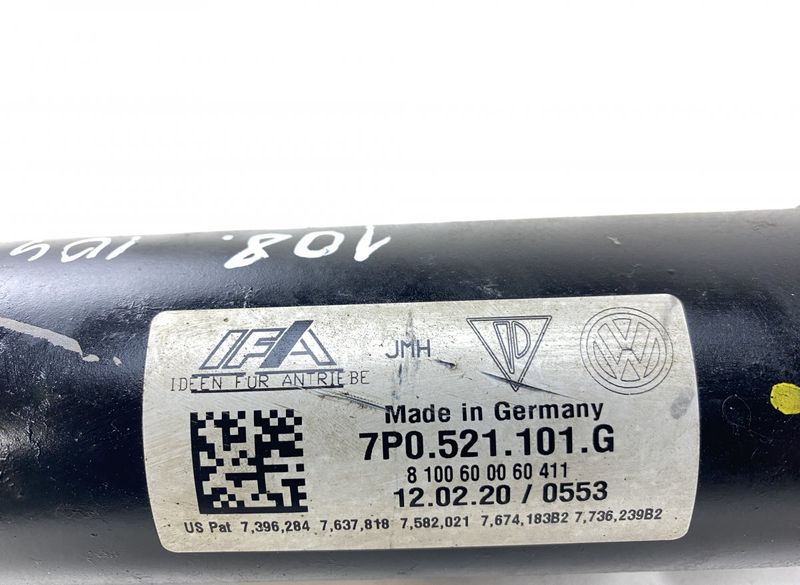 108.
IFA
JMH
IDEEN FÜR ANTRIEBE
Made in Germany
7P0.521.101.G
8 100 60 00 60 411
12.02.20 / 0553
US Pat 7,396,284 7,637,818 7,582,021 7,674,183B2 7,736,239B2